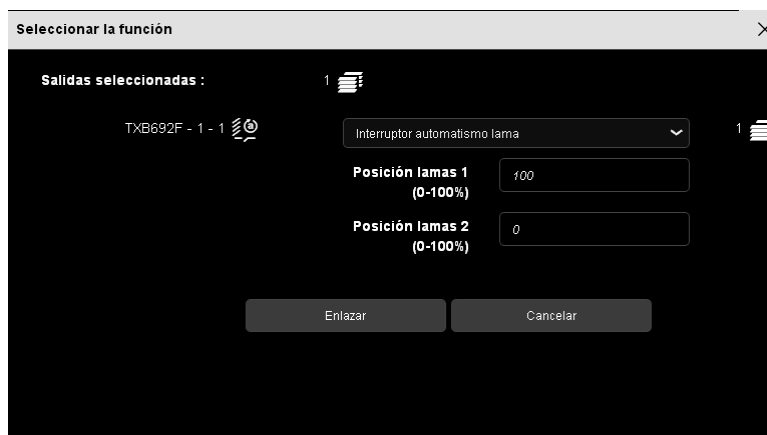 Seleccionar la función
Salidas seleccionadas : 1
TXB692F - 1 - 1 Interruptor automatismo lama 1
Posición lamas 1
(0-100%) 100
Posición lamas 2
(0-100%) 0
Enlazar Cancelar